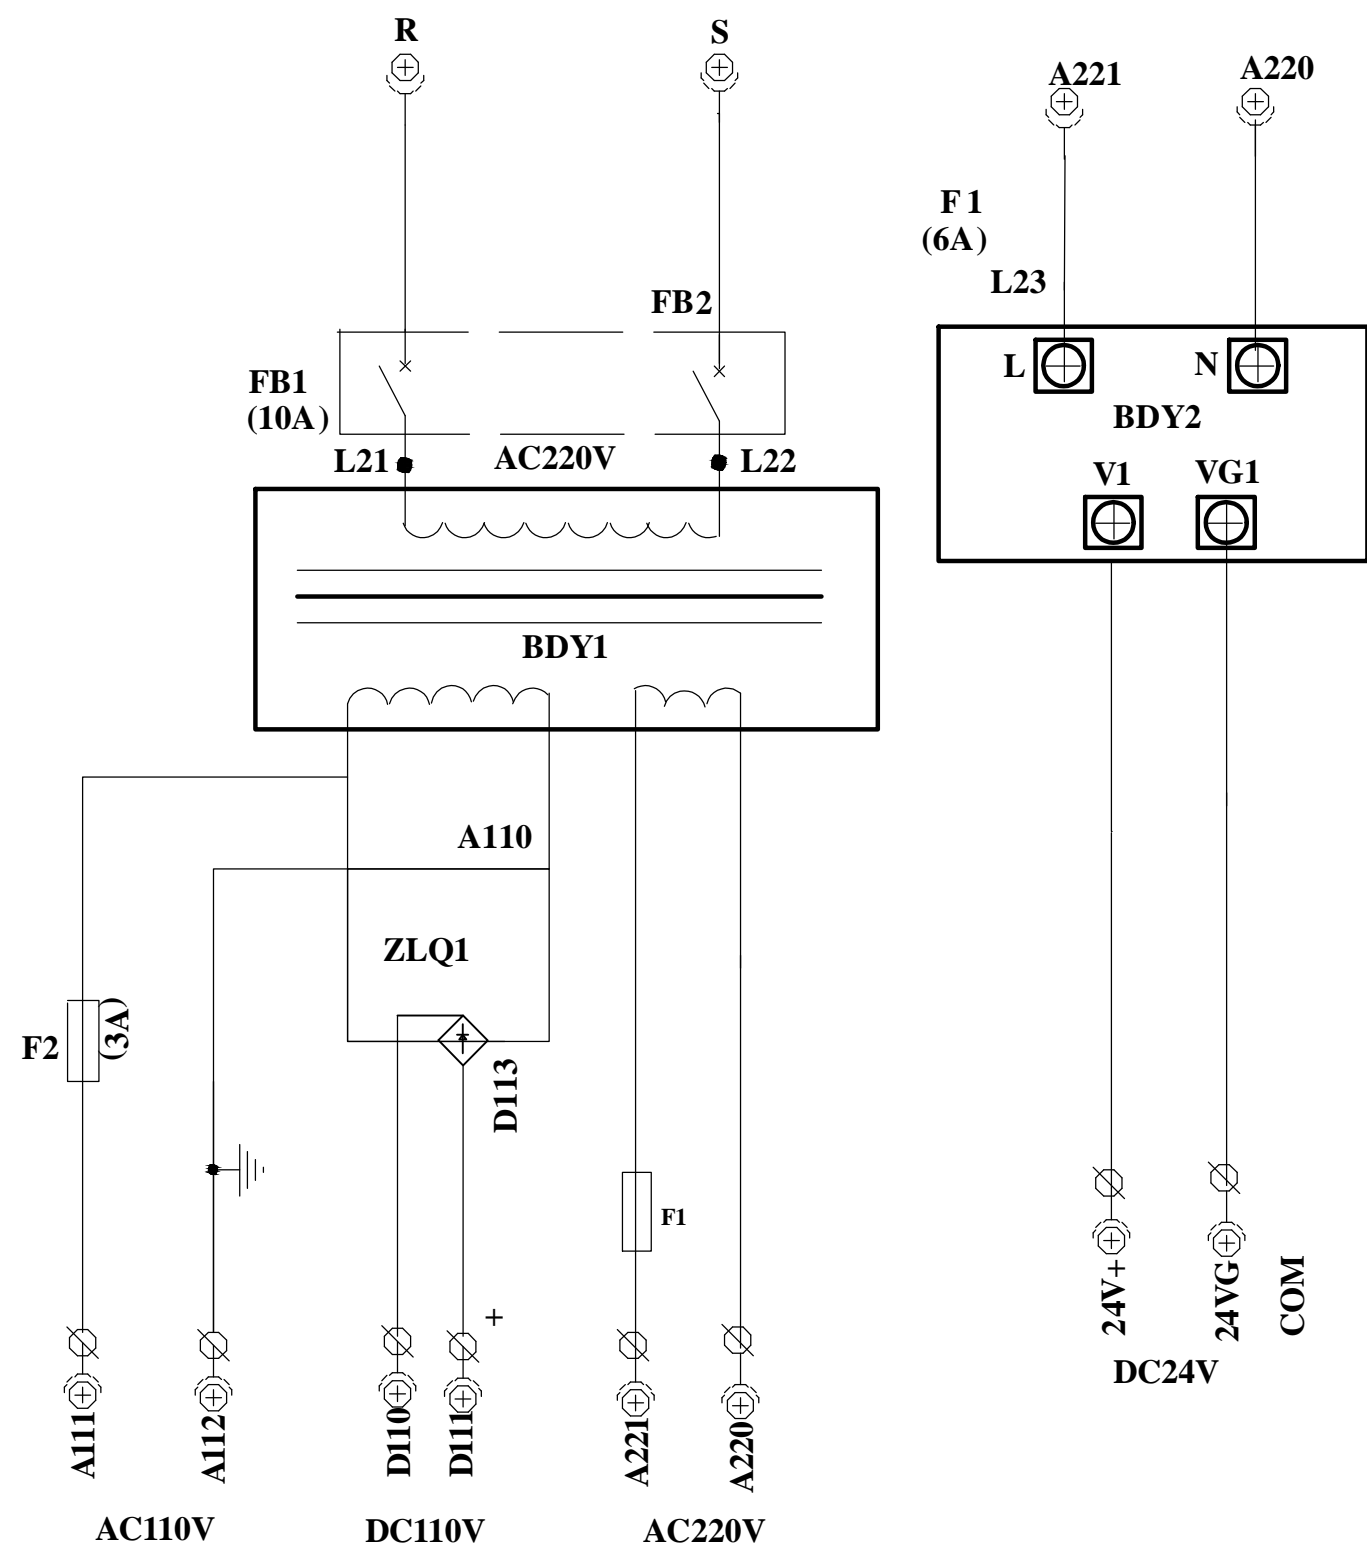 R
S
A221
A220
F1
(6A)
L23
FB2
FB1
(10A)
L N
BDY2
L21
AC220V
L22
V1
VG1
BDY1
A110
ZLQ1
F2
(3A)
D113
F1
+
24V+
24VG
COM
DC24V
A111
A112
D110
D111
A221
A220
AC110V
DC110V
AC220V